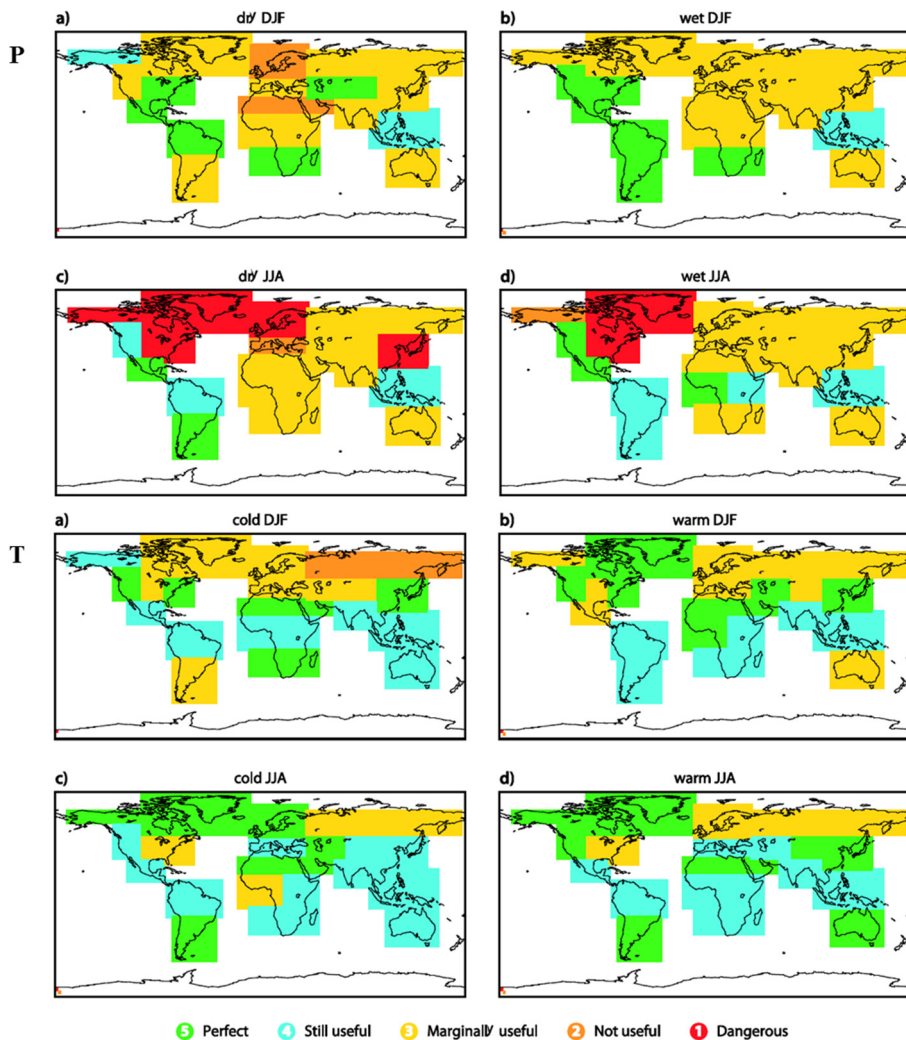 a) dry DJF b) wet DJF
P
c) dry JJA d) wet JJA
a) cold DJF b) warm DJF
T
c) cold JJA d) warm JJA
5 Perfect 4 Still useful 3 Marginally useful 2 Not useful 1 Dangerous